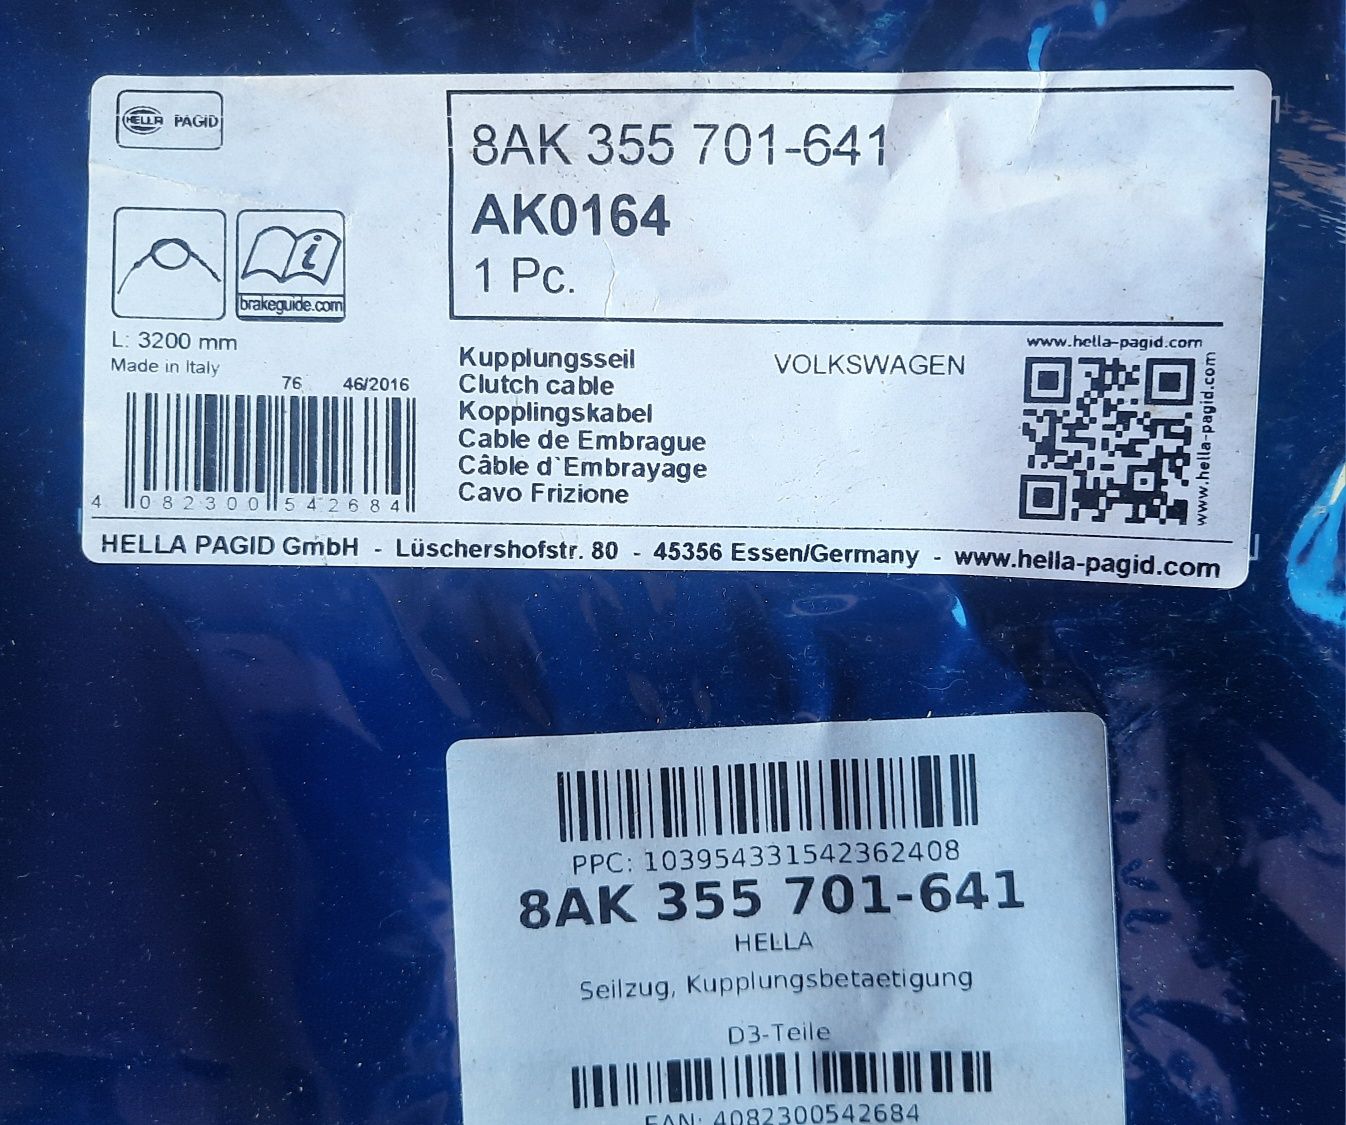 HELLA PAGID
8AK 355 701-641
AK0164
1 Pc.
i
brakeguide.com
L: 3200 mm
Made in Italy
76 46/2016
4 082300 542684
Kupplungsseil
Clutch cable
Kopplingskabel
Cable de Embrague
Câble d`Embrayage
Cavo Frizione
VOLKSWAGEN
www.hella-pagid.com
www.hella-pagid.com
HELLA PAGID GmbH - Lüschershofstr. 80 - 45356 Essen/Germany - www.hella-pagid.com
PPC: 103954331542362408
8AK 355 701-641
HELLA
Seilzug, Kupplungsbetaetigung
D3-Teile
EAN: 4082300542684